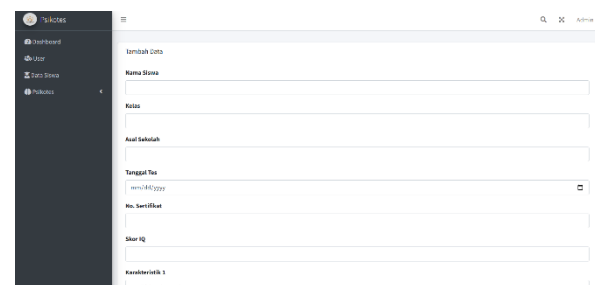 Psikotes
Admin
Dashboard
User
Data Siswa
Psikotes
Tambah Data
Nama Siswa
Kelas
Asal Sekolah
Tanggal Tes
mm/dd/yyyy
No. Sertifikat
Skor IQ
Karakteristik 1